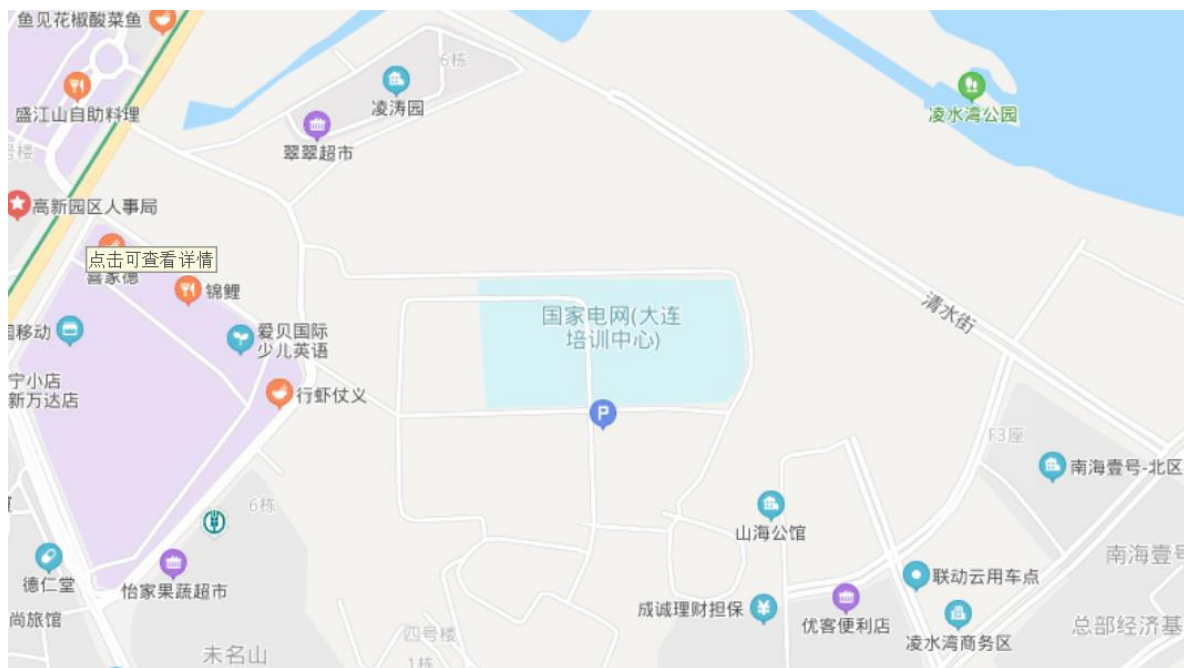 鱼见花椒酸菜鱼
6栋
凌涛园
凌水湾公园
盛江山自助料理
号楼
翠翠超市
高新园区人事局
点击可查看详情
喜家德
锦鲤
清水街
国家电网(大连
培训中心)
国移动
爱贝国际
少儿英语
宁小店
新万达店
行虾仗义
P
F3座
南海壹号-北区
6栋
山海公馆
南海壹号
德仁堂
怡家果蔬超市
联动云用车点
尚旅馆
成诚理财担保
优客便利店
凌水湾商务区
总部经济基
四号楼
1栋
未名山